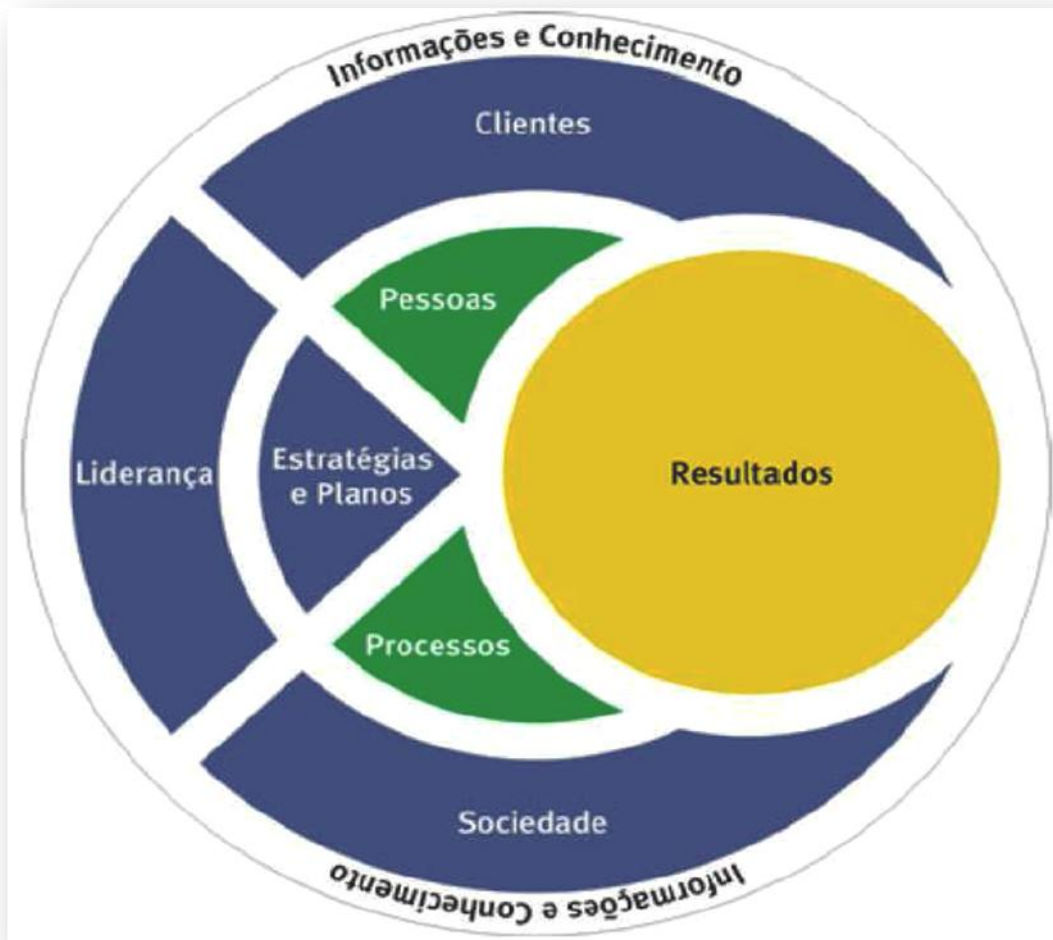 Informações e Conhecimento
Clientes
Pessoas
Liderança
Estratégias
e Planos
Resultados
Processos
Sociedade
Informações e Conhecimento